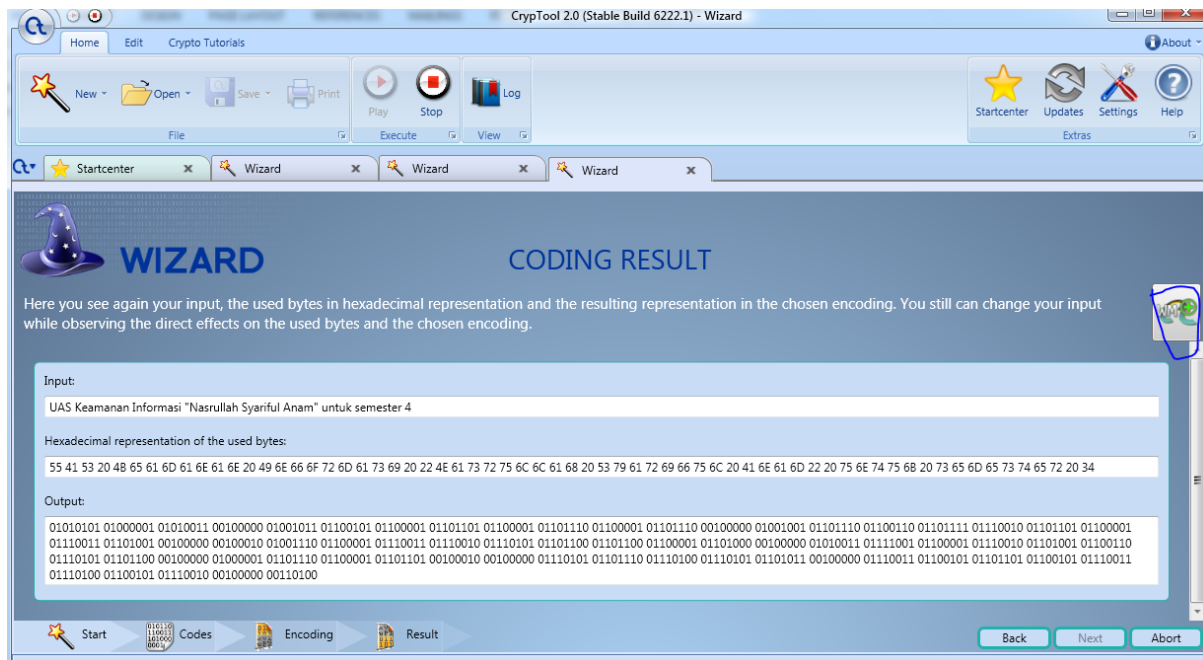 CrypTool 2.0 (Stable Build 6222.1) - Wizard
Home Edit Crypto Tutorials About
New Open Save Print Play Stop Log Startcenter Updates Settings Help
File Execute View Extras
Startcenter Wizard Wizard Wizard
WIZARD CODING RESULT
Here you see again your input, the used bytes in hexadecimal representation and the resulting representation in the chosen encoding. You still can change your input
while observing the direct effects on the used bytes and the chosen encoding.
Input:
UAS Keamanan Informasi "Nasrullah Syariful Anam" untuk semester 4
Hexadecimal representation of the used bytes:
55 41 53 20 4B 65 61 6D 61 6E 61 6E 20 49 6E 66 6F 72 6D 61 73 69 20 22 4E 61 73 72 75 6C 6C 61 68 20 53 79 61 72 69 66 75 6C 20 41 6E 61 6D 22 20 75 6E 74 75 6B 20 73 65 6D 65 73 74 65 72 20 34
Output:
01010101 01000001 01010011 00100000 01001011 01100101 01100001 01101101 01100001 01101110 01100001 01101110 00100000 01001001 01101110 01100110 01101111 01110010 01101101 01100001
01110011 01101001 00100000 00100010 01001110 01100001 01110011 01110010 01110101 01101100 01101100 01100001 01101000 00100000 01010011 01111001 01100001 01110010 01101001 01100110
01110101 01101100 00100000 01000001 01101110 01100001 01101101 00100010 00100000 01110101 01101110 01110100 01110101 01101011 00100000 01110011 01100101 01101101 01100101 01110011
01110100 01100101 01110010 00100000 00110100
Start Codes Encoding Result Back Next Abort